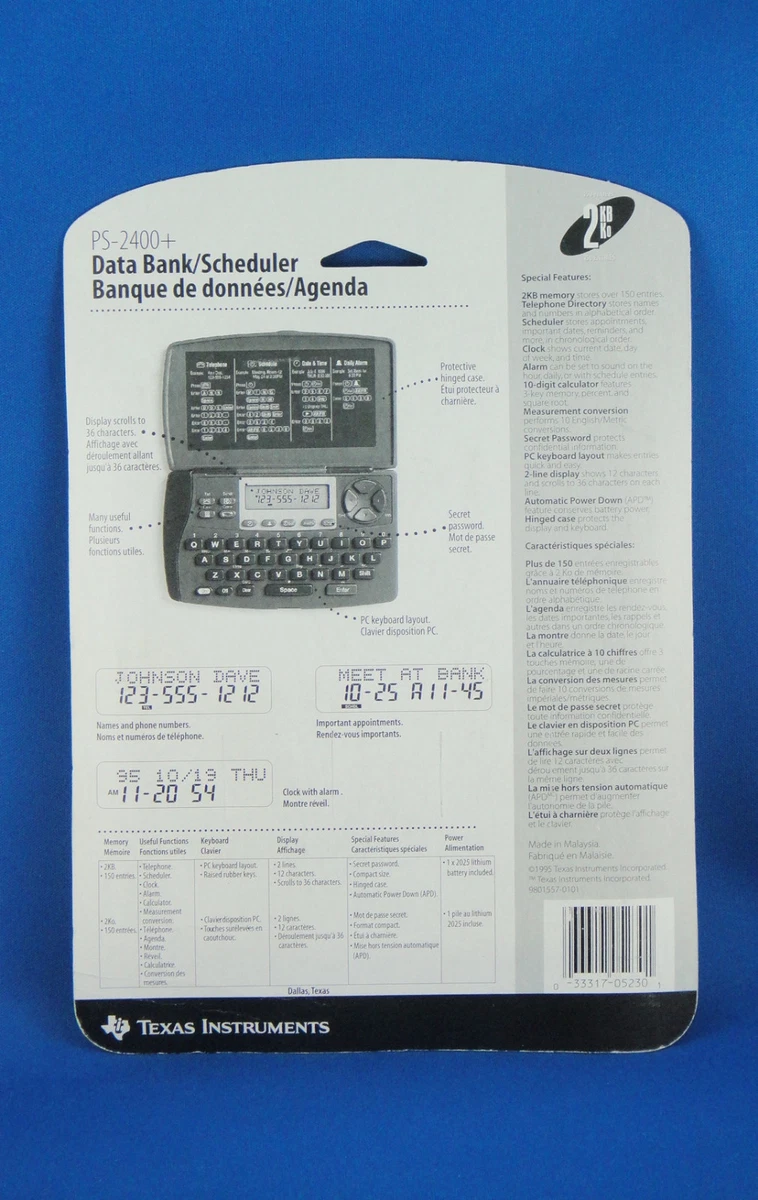 PS-2400+
Data Bank/Scheduler
Banque de données/Agenda
2KB
Ko
Telephone
Schedule
Date & Time
Daily Alarm
Protective
hinged case.
Étui protecteur à
charnière.
Display scrolls to
36 characters.
Affichage avec
déroulement allant
jusqu'à 36 caractères.
JOHNSON DAVE
123-555-1212
Many useful
functions.
Plusieurs
fonctions utiles.
Secret
password.
Mot de passe
secret.
1 2 3 4 5 6 7 8 9 0
Q W E R T Y U I O P
A S D F G H J K L
Z X C V B N M Shift
Space Enter
PC keyboard layout.
Clavier disposition PC.
JOHNSON DAVE
123-555-1212
TEL
Names and phone numbers.
Noms et numéros de téléphone.
MEET AT BANK
10-25 A11-45
Important appointments.
Rendez-vous importants.
95 10/19 THU
AM 11-20 54
Clock with alarm.
Montre réveil.
Memory
Mémoire
• 2KB
• 150 entries.
• 2Ko
• 150 entrées.
Useful Functions
Fonctions utiles
• Telephone
• Scheduler.
• Clock.
• Alarm.
• Calculator.
• Measurement
conversion.
• Téléphone.
• Agenda.
• Montre.
• Réveil.
• Calculatrice.
• Conversion des
mesures.
Keyboard
Clavier
• PC keyboard layout.
• Raised rubber keys.
• Clavier disposition PC.
• Touches surélevées en
caoutchouc.
Display
Affichage
• 2 lines.
• 12 characters.
• Scrolls to 36 characters.
• 2 lignes.
• 12 caractères.
• Déroulement jusqu'à 36
caractères.
Special Features
Caractéristiques spéciales
• Secret password.
• Compact size.
• Hinged case.
• Automatic Power Down (APD).
• Mot de passe secret.
• Format compact.
• Étui à charnière.
• Mise hors tension automatique
(APD).
Power
Alimentation
• 1 x 2025 lithium
battery included.
• 1 pile au lithium
2025 incluse.
Dallas, Texas
TEXAS INSTRUMENTS
Special Features:
2KB memory stores over 150 entries.
Telephone Directory stores names
and numbers in alphabetical order.
Scheduler stores appointments,
important dates, reminders, and
more, in chronological order.
Clock shows current date, day
of week, and time.
Alarm can be set to sound on the
hour, daily, or with schedule entries.
10-digit calculator features
3-key memory, percent, and
square root.
Measurement conversion
performs 10 English/Metric
conversions.
Secret Password protects
confidential information.
PC keyboard layout makes entries
quick and easy.
2-line display shows 12 characters
and scrolls to 36 characters on each
line.
Automatic Power Down (APD™)
feature conserves battery power.
Hinged case protects the
display and keyboard.
Caractéristiques spéciales:
Plus de 150 entrées enregistrables
grâce à 2 Ko de mémoire.
L'annuaire téléphonique enregistre
noms et numéros de téléphone en
ordre alphabétique.
L'agenda enregistre les rendez-vous,
les dates importantes, les rappels et
autres dans un ordre chronologique.
La montre donne la date, le jour
et l'heure.
La calculatrice à 10 chiffres offre 3
touches mémoire, une de
pourcentage et une de racine carrée.
La conversion des mesures permet
de faire 10 conversions de mesures
impériales/métriques.
Le mot de passe secret protège
toute information confidentielle.
Le clavier en disposition PC permet
une entrée rapide et facile des
données.
L'affichage sur deux lignes permet
de lire 12 caractères avec
déroulement jusqu'à 36 caractères sur
la même ligne.
La mise hors tension automatique
(APD™) permet d'augmenter
l'autonomie de la pile.
L'étui à charnière protège l'affichage
et le clavier.
Made in Malaysia.
Fabriqué en Malaisie.
©1995 Texas Instruments Incorporated.
™ Texas Instruments Incorporated.
9801557-0101
0 33317-05230 1